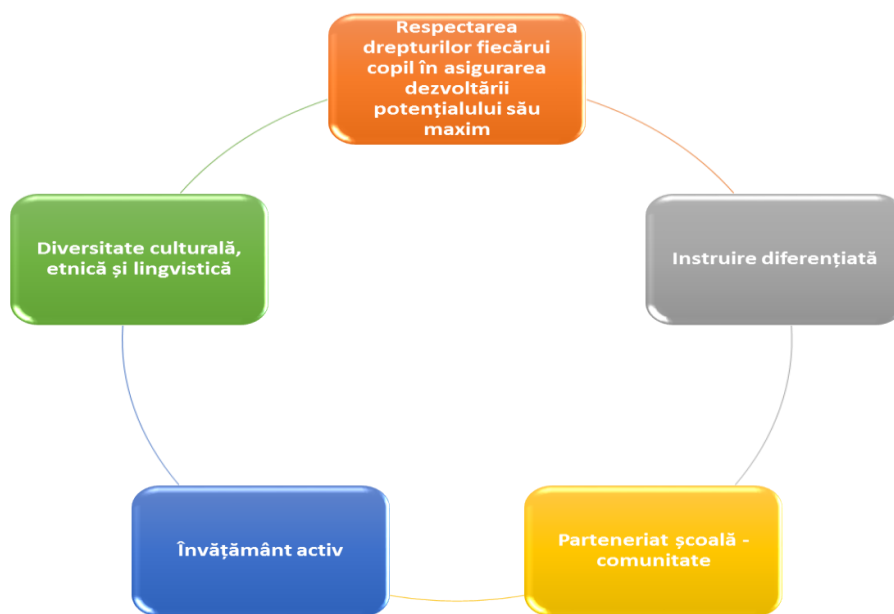 Respectarea
drepturilor fiecărui
copil în asigurarea
dezvoltării
potențialului său
maxim
Instruire diferențiată
Parteneriat școală -
comunitate
Învățământ activ
Diversitate culturală,
etnică și lingvistică